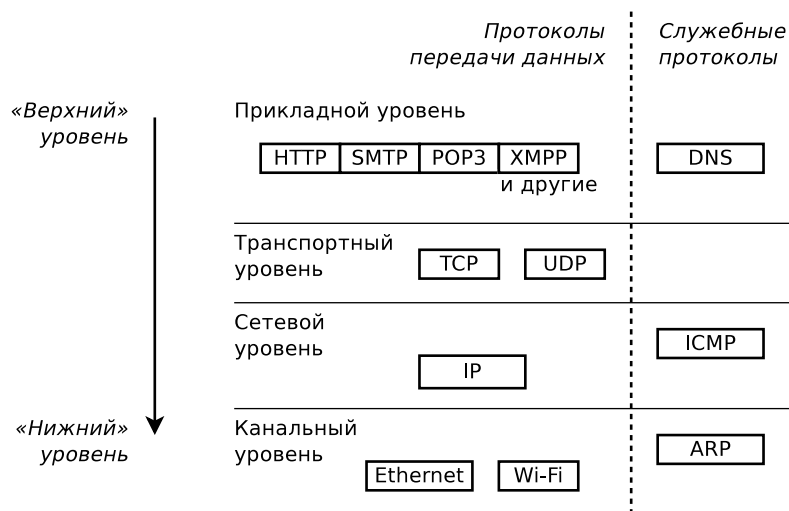 Протоколы
передачи данных
Служебные
протоколы
«Верхний»
уровень
Прикладной уровень
HTTP SMTP POP3 XMPP
и другие
DNS
Транспортный
уровень
TCP UDP
Сетевой
уровень
IP
ICMP
«Нижний»
уровень
Канальный
уровень
Ethernet Wi-Fi
ARP